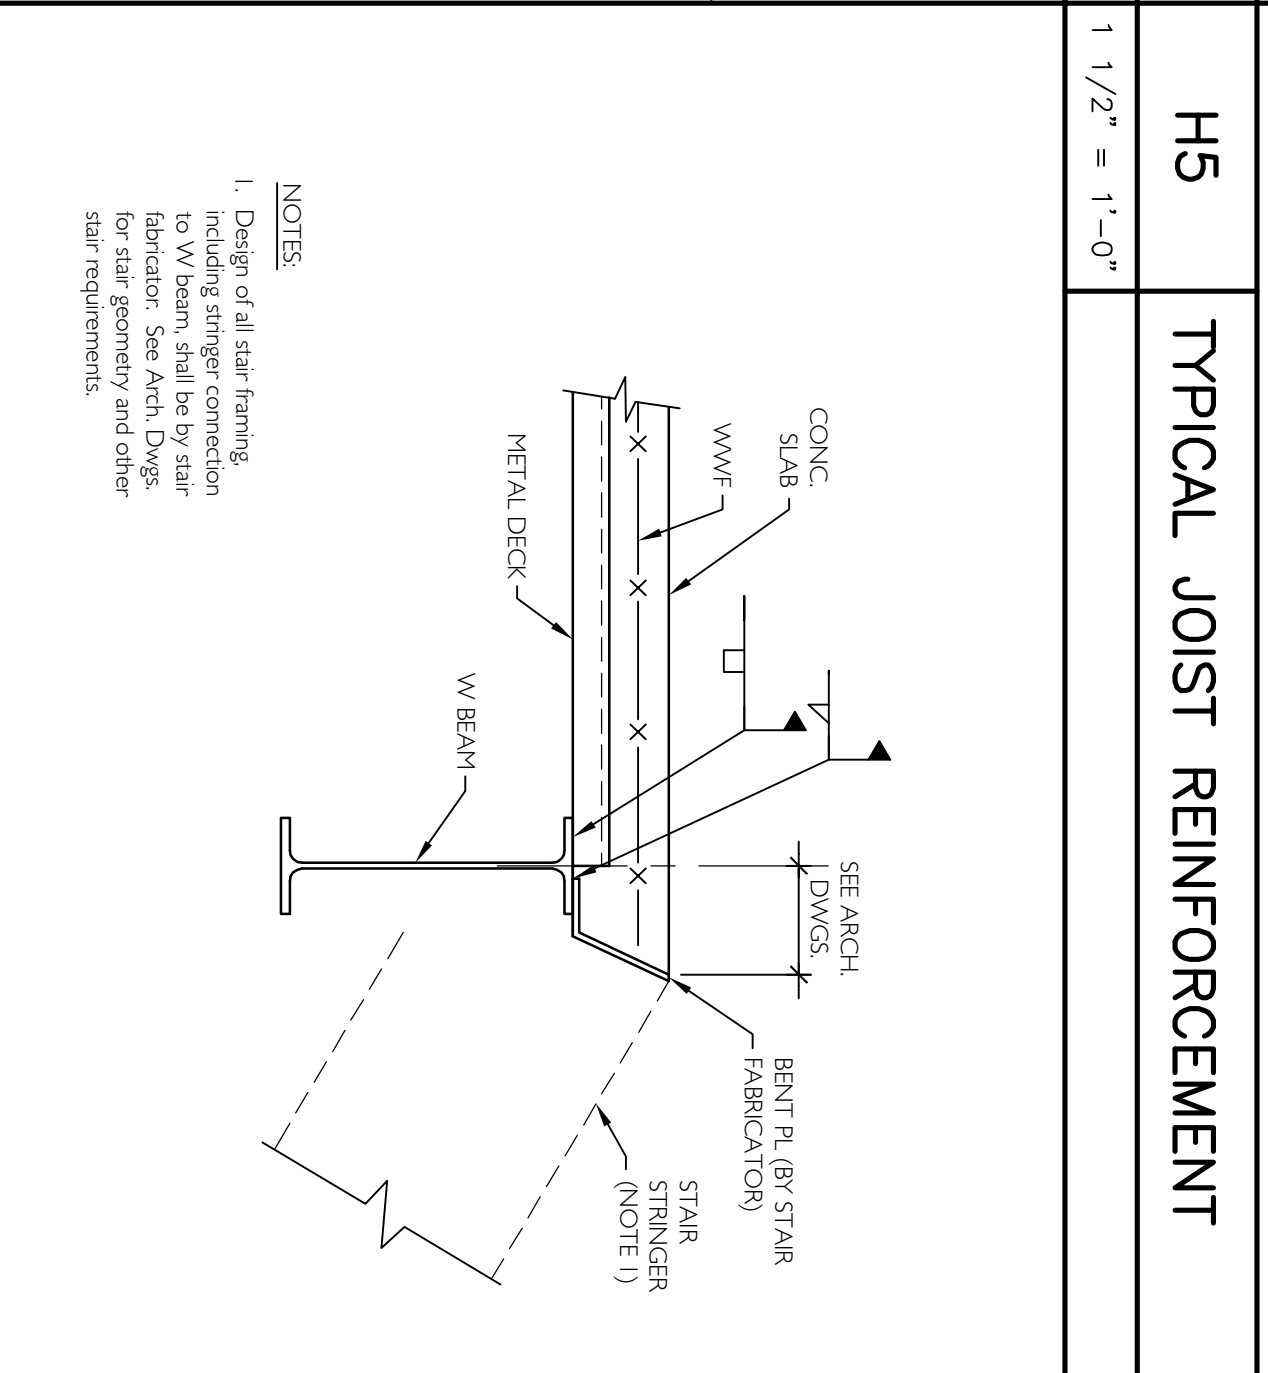 H5
TYPICAL JOIST REINFORCEMENT
1 1/2" = 1'-0"
SEE ARCH.
DWGS.
CONC.
SLAB
WWF
BENT PL (BY STAIR
FABRICATOR)
STAIR
STRINGER
(NOTE 1)
METAL DECK
W BEAM
NOTES:
1. Design of all stair framing,
including stringer connection
to W beam, shall be by stair
fabricator. See Arch. Dwgs.
for stair geometry and other
stair requirements.